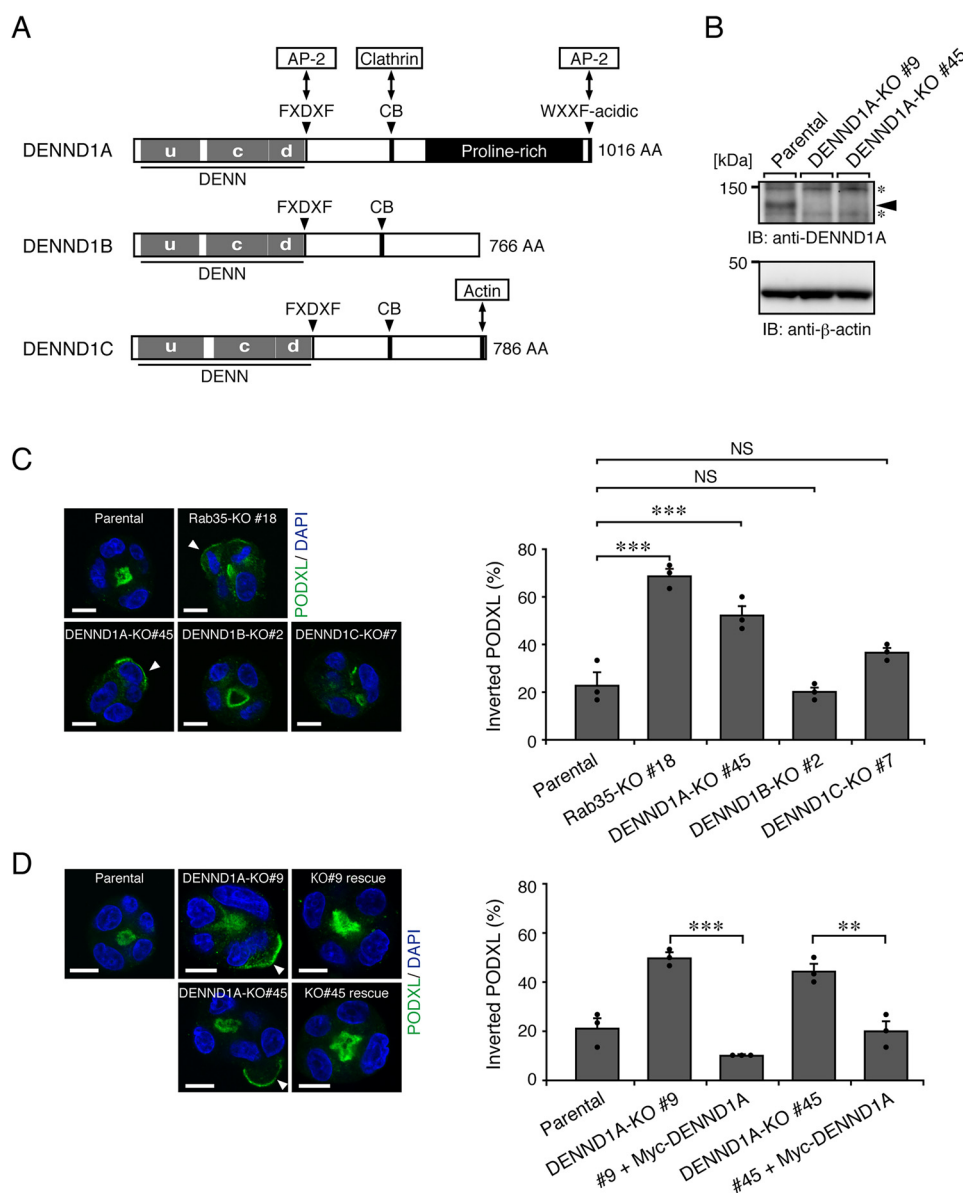 A
AP-2
Clathrin
AP-2
FXDXF
CB
WXXF-acidic
DENND1A
u
c
d
Proline-rich
1016 AA
DENN
FXDXF
CB
DENND1B
u
c
d
766 AA
DENN
Actin
FXDXF
CB
DENND1C
u
c
d
786 AA
DENN
B
Parental
DENND1A-KO #9
DENND1A-KO #45
[kDa]
150
*
*
IB: anti-DENND1A
50
IB: anti-β-actin
C
Parental
Rab35-KO #18
DENND1A-KO#45
DENND1B-KO#2
DENND1C-KO#7
PODXL/ DAPI
NS
NS
***
***
Inverted PODXL (%)
80
60
40
20
0
Parental
Rab35-KO #18
DENND1A-KO #45
DENND1B-KO #2
DENND1C-KO #7
D
Parental
DENND1A-KO#9
KO#9 rescue
DENND1A-KO#45
KO#45 rescue
PODXL/ DAPI
***
**
Inverted PODXL (%)
80
60
40
20
0
Parental
DENND1A-KO #9
#9 + Myc-DENND1A
DENND1A-KO #45
#45 + Myc-DENND1A